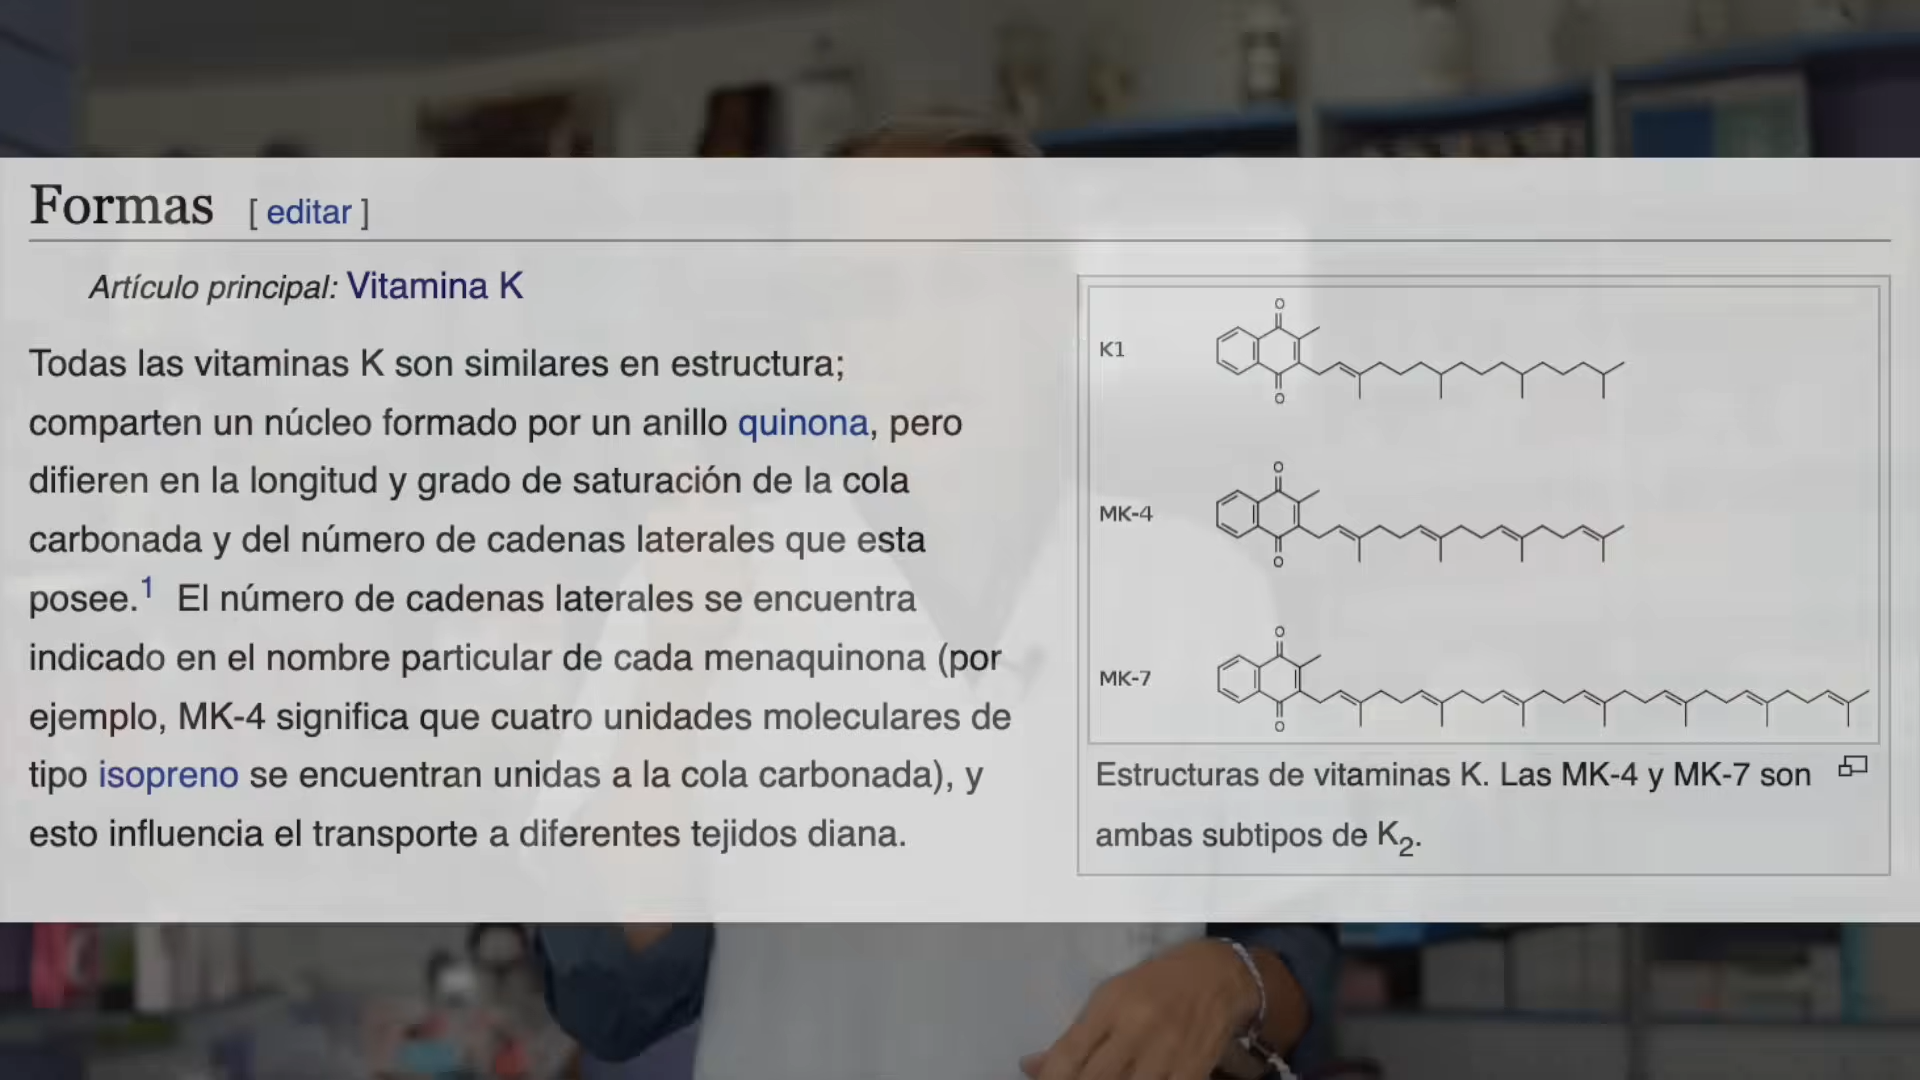 Formas [ editar ]
Artículo principal: Vitamina K
Todas las vitaminas K son similares en estructura;
comparten un núcleo formado por un anillo quinona, pero
difieren en la longitud y grado de saturación de la cola
carbonada y del número de cadenas laterales que esta
posee.1 El número de cadenas laterales se encuentra
indicado en el nombre particular de cada menaquinona (por
ejemplo, MK-4 significa que cuatro unidades moleculares de
tipo isopreno se encuentran unidas a la cola carbonada), y
esto influencia el transporte a diferentes tejidos diana.
K1
O
O
MK-4
O
O
MK-7
O
O
Estructuras de vitaminas K. Las MK-4 y MK-7 son
ambas subtipos de K2.